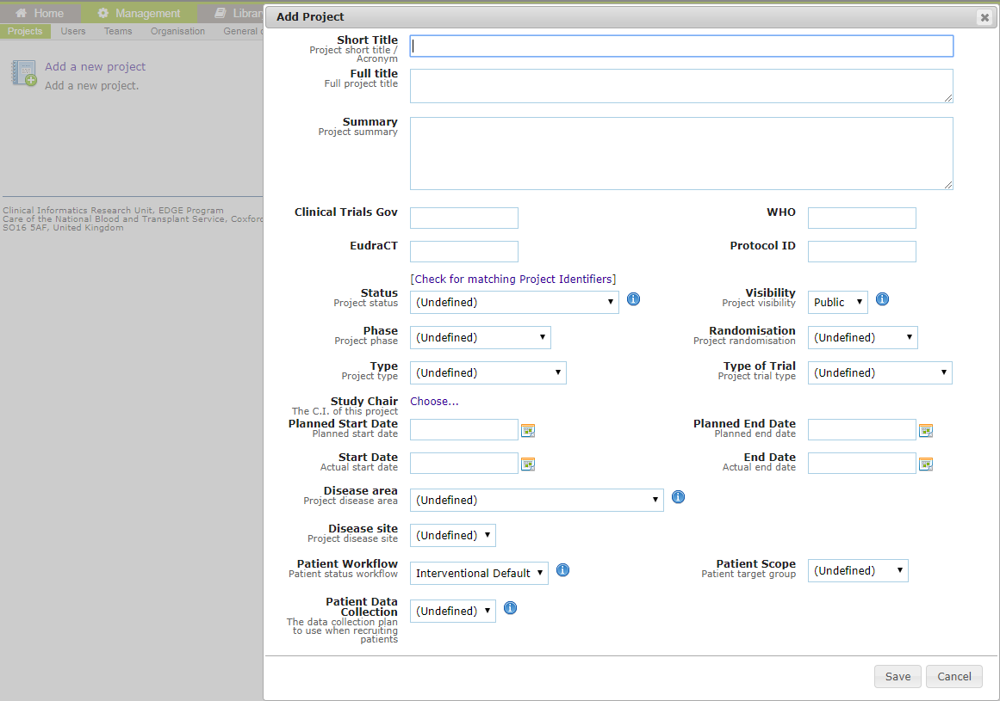 Home Management Library
Projects Users Teams Organisation General
Add a new project
Add a new project.
Clinical Informatics Research Unit, EDGE Program
Care of the National Blood and Transplant Service, Coxford
SO16 5AF, United Kingdom
Add Project
Short Title
Project short title /
Acronym
Full title
Full project title
Summary
Project summary
Clinical Trials Gov
WHO
EudraCT
Protocol ID
[Check for matching Project Identifiers]
Status
Project status
(Undefined)
Visibility
Project visibility
Public
Phase
Project phase
(Undefined)
Randomisation
Project randomisation
(Undefined)
Type
Project type
(Undefined)
Type of Trial
Project trial type
(Undefined)
Study Chair
The C.I. of this project
Choose...
Planned Start Date
Planned start date
Planned End Date
Planned end date
Start Date
Actual start date
End Date
Actual end date
Disease area
Project disease area
(Undefined)
Disease site
Project disease site
(Undefined)
Patient Workflow
Patient status workflow
Interventional Default
Patient Scope
Patient target group
(Undefined)
Patient Data
Collection
The data collection plan
to use when recruiting
patients
(Undefined)
Save Cancel